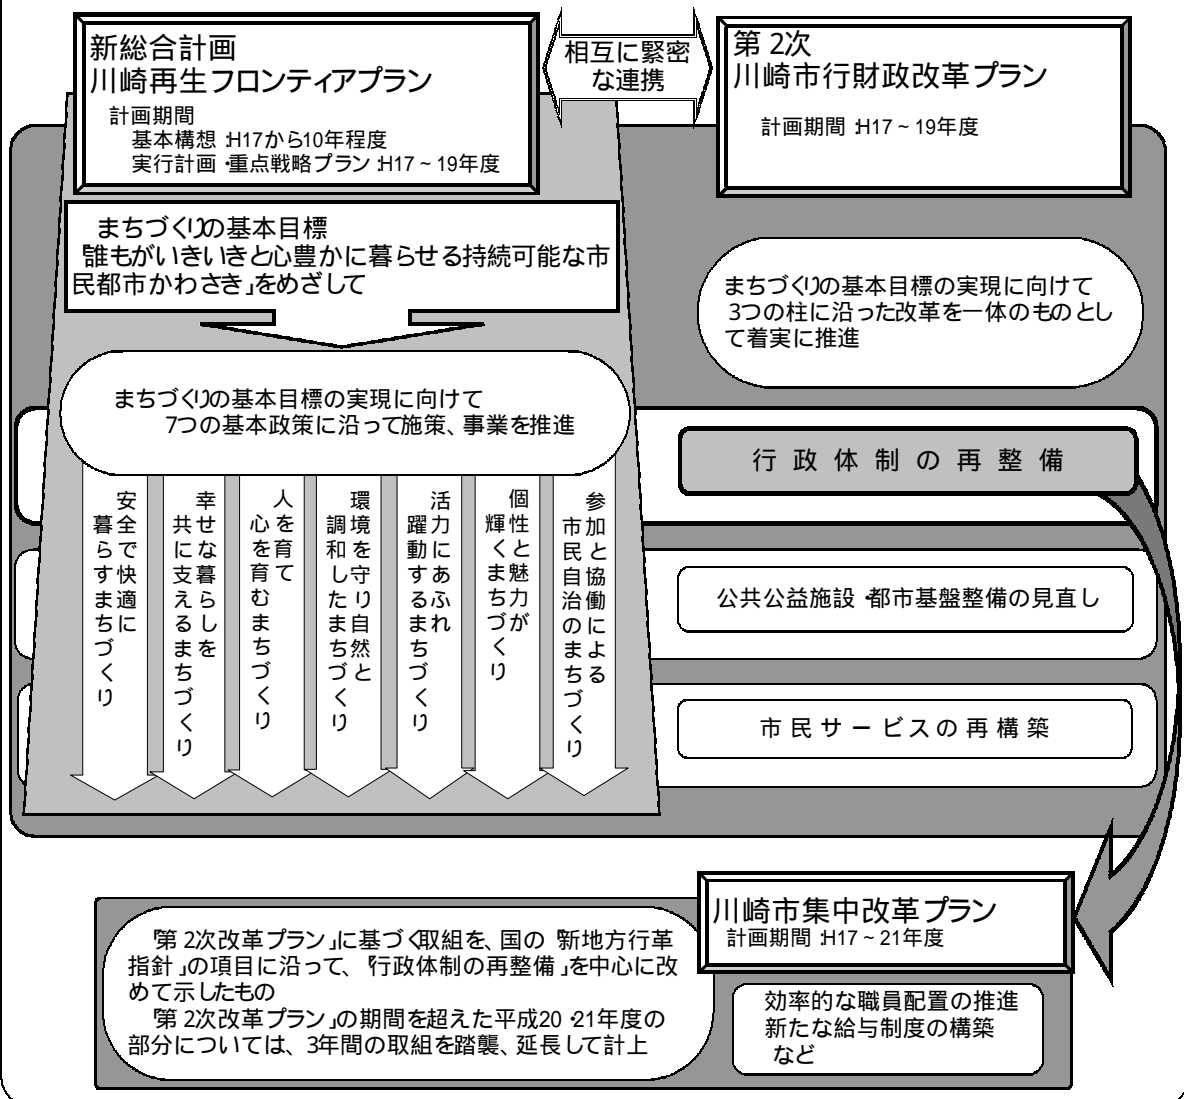 新総合計画
川崎再生フロンティアプラン
計画期間
基本構想:H17から10年程度
実行計画・重点戦略プラン:H17~19年度
相互に緊密
な連携
第2次
川崎市行財政改革プラン
計画期間:H17~19年度
まちづくりの基本目標
「誰もがいきいきと心豊かに暮らせる持続可能な市
民都市かわさき」をめざして
まちづくりの基本目標の実現に向けて
3つの柱に沿った改革を一体のものとし
て着実に推進
まちづくりの基本目標の実現に向けて
7つの基本政策に沿って施策、事業を推進
安全で快適に
暮らすまちづくり
幸せな暮らしを
共に支えるまちづくり
人を育て
心を育むまちづくり
環境を守り自然と
調和したまちづくり
活力にあふれ
躍動するまちづくり
個性と魅力が
輝くまちづくり
参加と協働による
市民自治のまちづくり
行政体制の再整備
公共公益施設・都市基盤整備の見直し
市民サービスの再構築
川崎市集中改革プラン
計画期間:H17~21年度
「第2次改革プラン」に基づく取組を、国の「新地方行革
指針」の項目に沿って、「行政体制の再整備」を中心に改
めて示したもの
「第2次改革プラン」の期間を超えた平成20・21年度の
部分については、3年間の取組を踏襲、延長して計上
効率的な職員配置の推進
新たな給与制度の構築
など